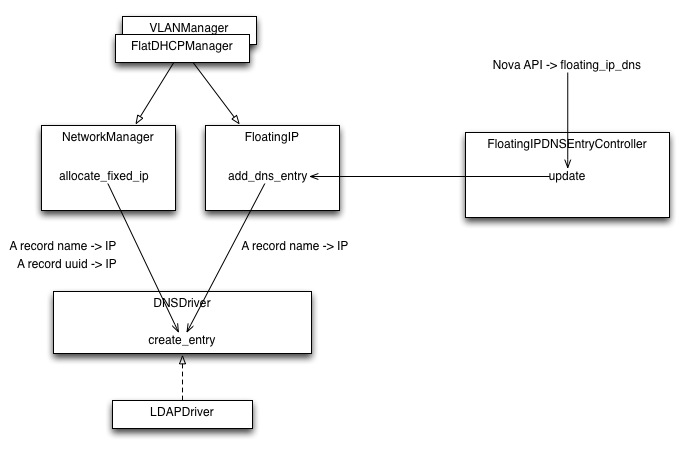 VLANManager
FlatDHCPManager
Nova API -> floating_ip_dns
NetworkManager
FloatingIP
FloatingIPDNSEntryController
allocate_fixed_ip
add_dns_entry
update
A record name -> IP
A record uuid -> IP
A record name -> IP
DNSDriver
create_entry
LDAPDriver